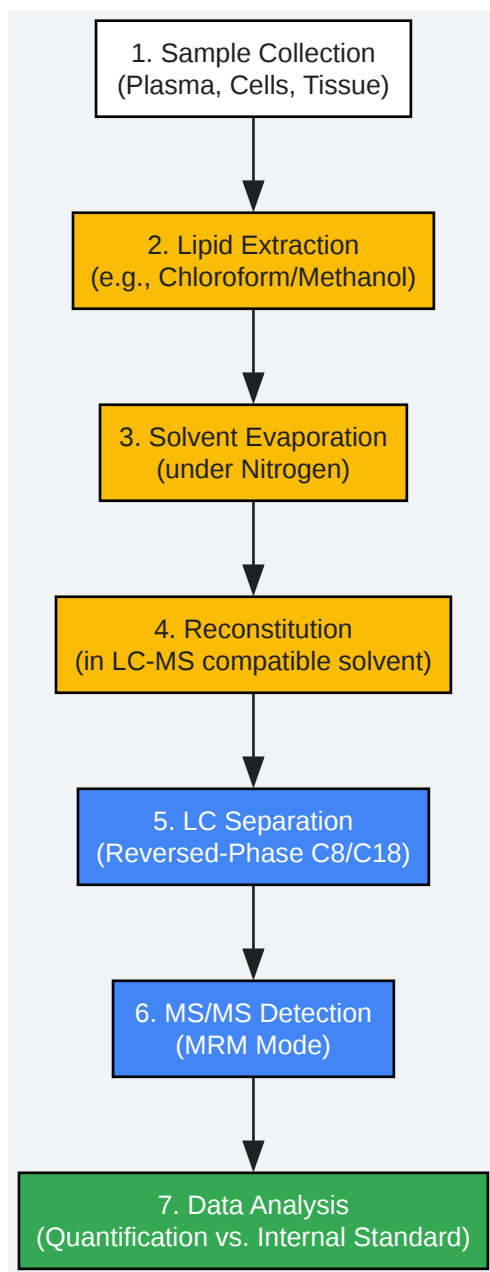 1. Sample Collection
(Plasma, Cells, Tissue)
2. Lipid Extraction
(e.g., Chloroform/Methanol)
3. Solvent Evaporation
(under Nitrogen)
4. Reconstitution
(in LC-MS compatible solvent)
5. LC Separation
(Reversed-Phase C8/C18)
6. MS/MS Detection
(MRM Mode)
7. Data Analysis
(Quantification vs. Internal Standard)